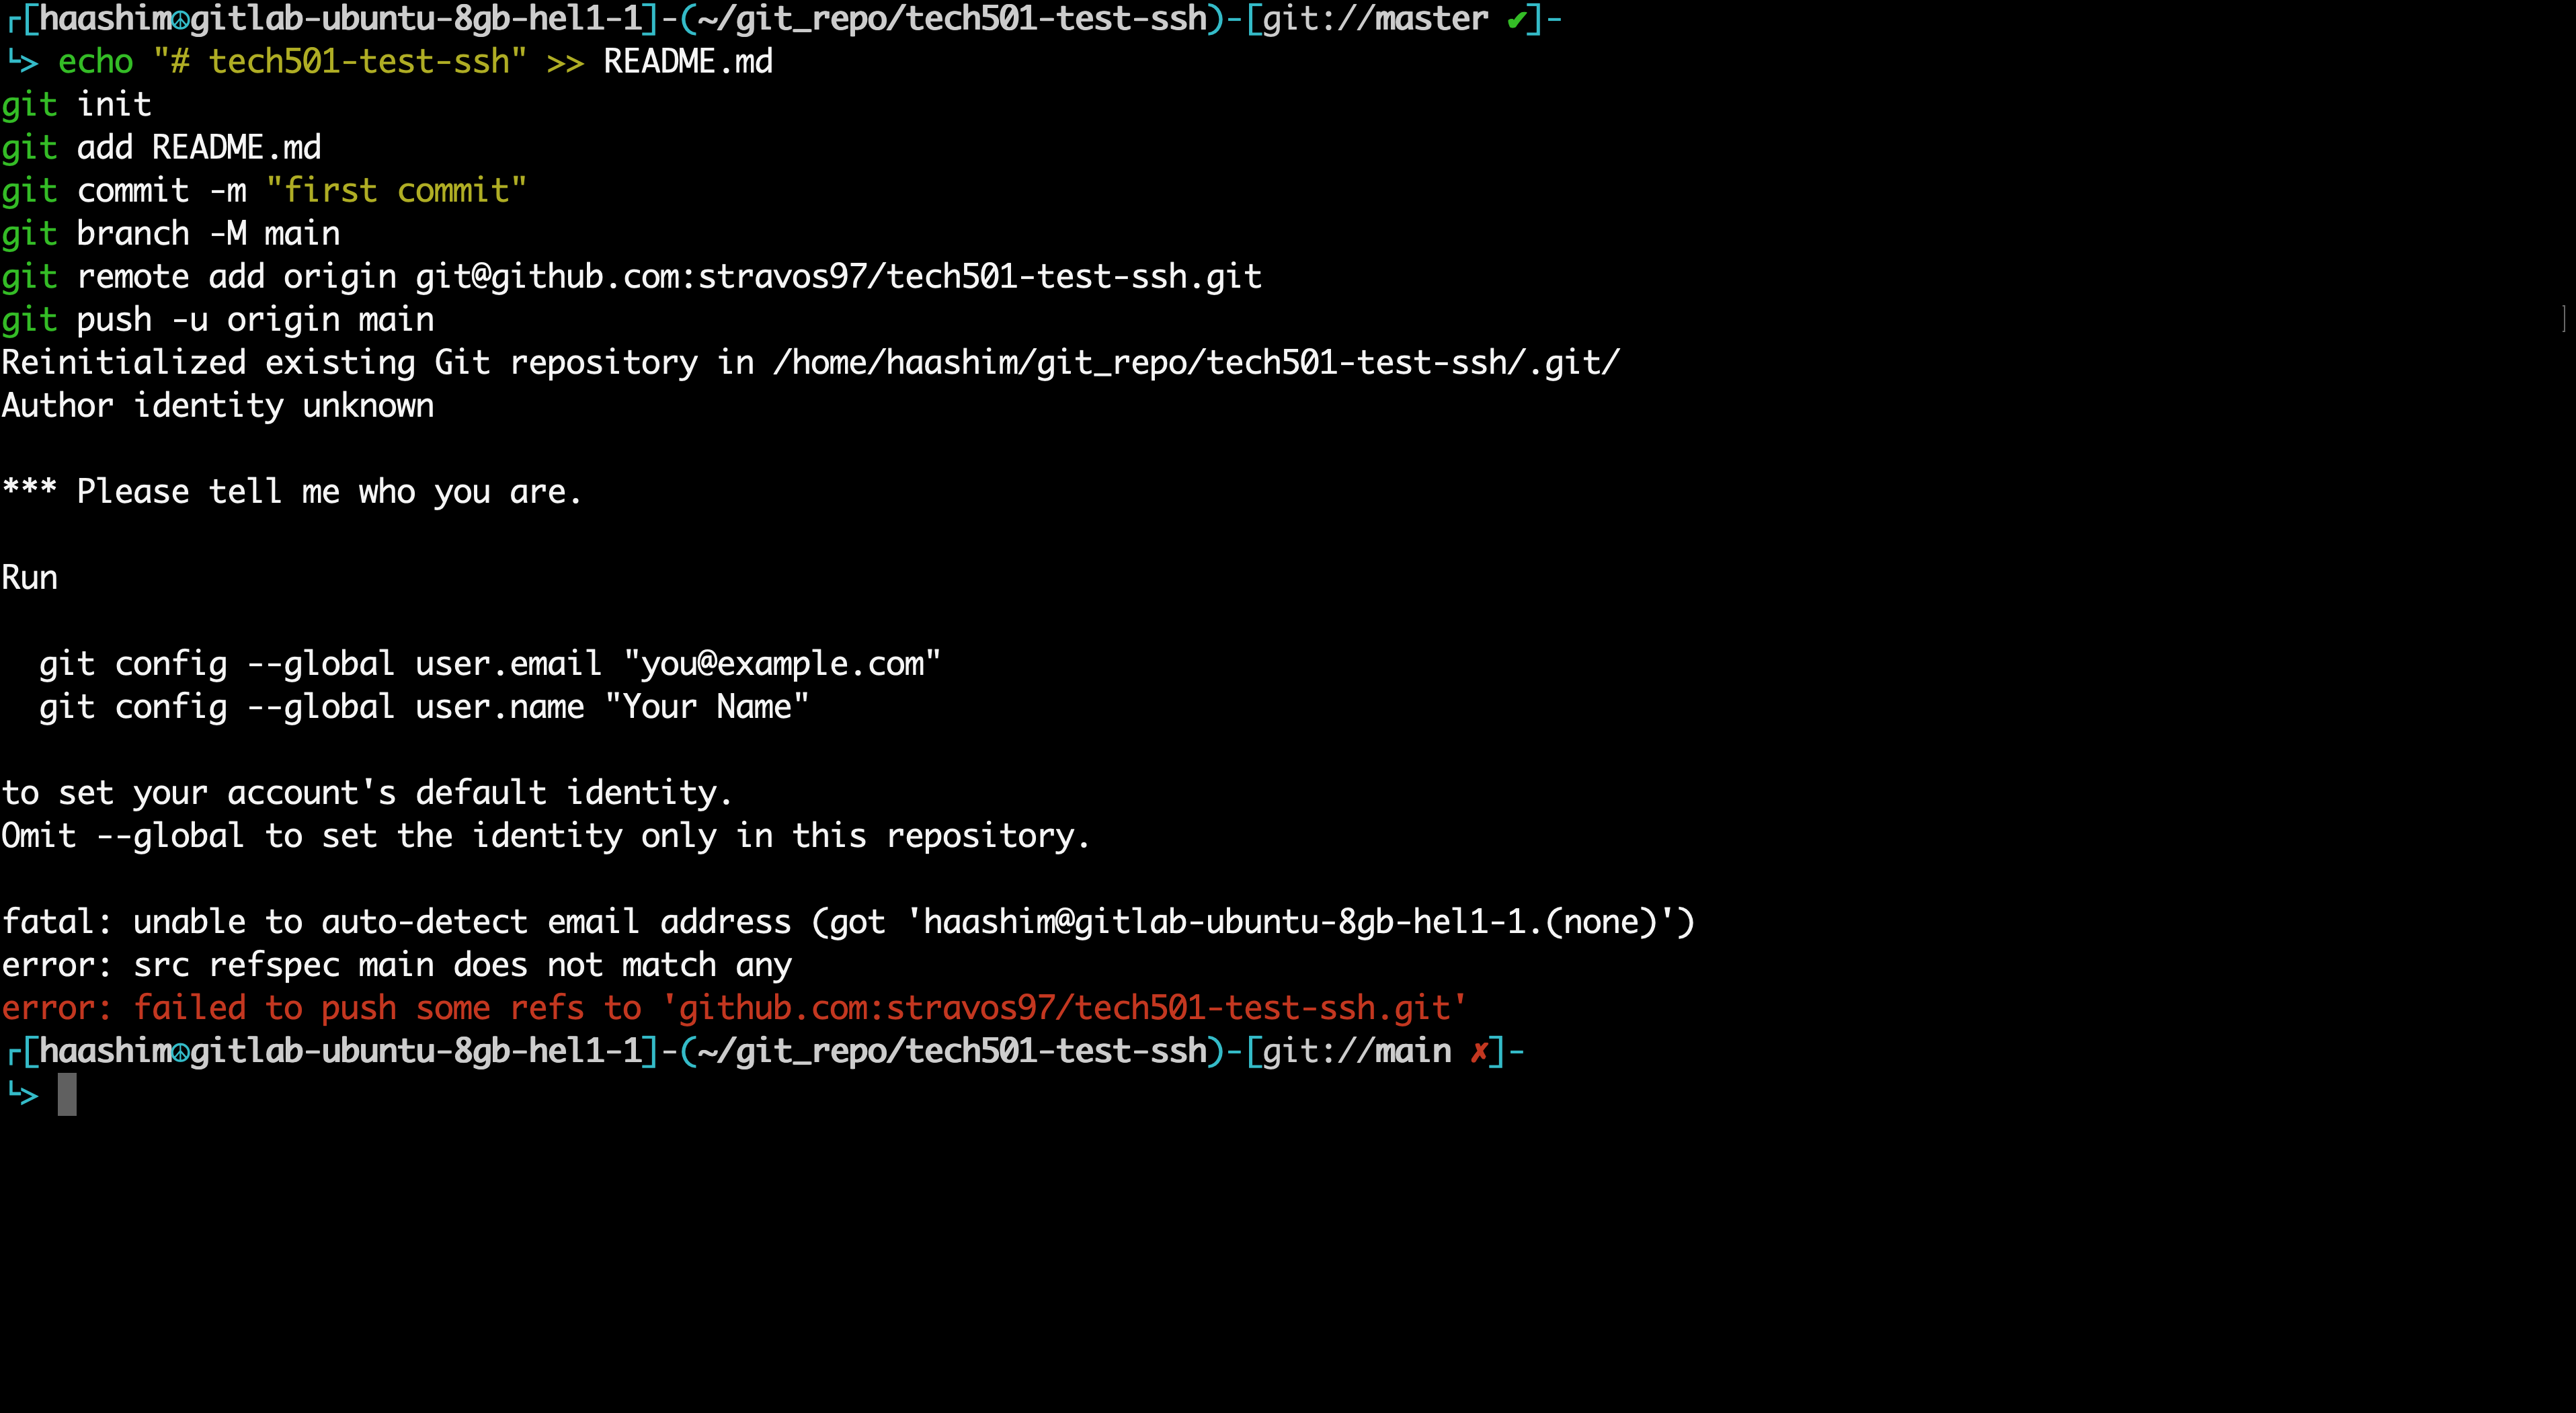 ┌[haashim☮gitlab-ubuntu-8gb-hel1-1]-(~/git_repo/tech501-test-ssh)-[git://master ✔]-
└> echo "# tech501-test-ssh" >> README.md
git init
git add README.md
git commit -m "first commit"
git branch -M main
git remote add origin git@github.com:stravos97/tech501-test-ssh.git
git push -u origin main
Reinitialized existing Git repository in /home/haashim/git_repo/tech501-test-ssh/.git/
Author identity unknown

*** Please tell me who you are.

Run

  git config --global user.email "you@example.com"
  git config --global user.name "Your Name"

to set your account's default identity.
Omit --global to set the identity only in this repository.

fatal: unable to auto-detect email address (got 'haashim@gitlab-ubuntu-8gb-hel1-1.(none)')
error: src refspec main does not match any
error: failed to push some refs to 'github.com:stravos97/tech501-test-ssh.git'
┌[haashim☮gitlab-ubuntu-8gb-hel1-1]-(~/git_repo/tech501-test-ssh)-[git://main ✗]-
└>